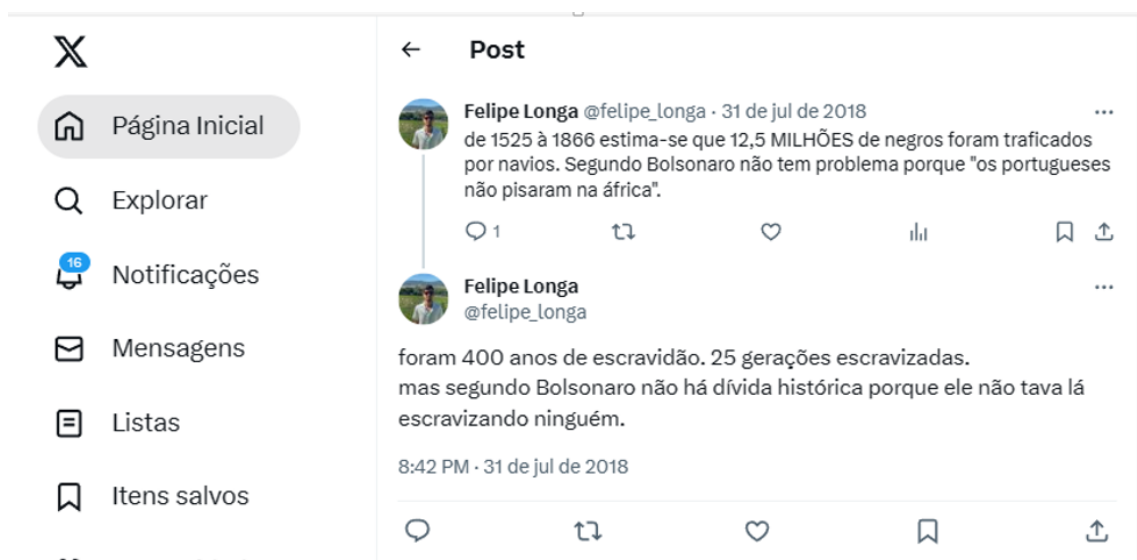 Post
Página Inicial
Felipe Longa @felipe_longa · 31 de jul de 2018
de 1525 à 1866 estima-se que 12,5 MILHÕES de negros foram traficados
por navios. Segundo Bolsonaro não tem problema porque "os portugueses
não pisaram na áfrica".
Explorar
1
16
Notificações
Felipe Longa
@felipe_longa
Mensagens
foram 400 anos de escravidão. 25 gerações escravizadas.
mas segundo Bolsonaro não há dívida histórica porque ele não tava lá
escravizando ninguém.
Listas
8:42 PM · 31 de jul de 2018
Itens salvos